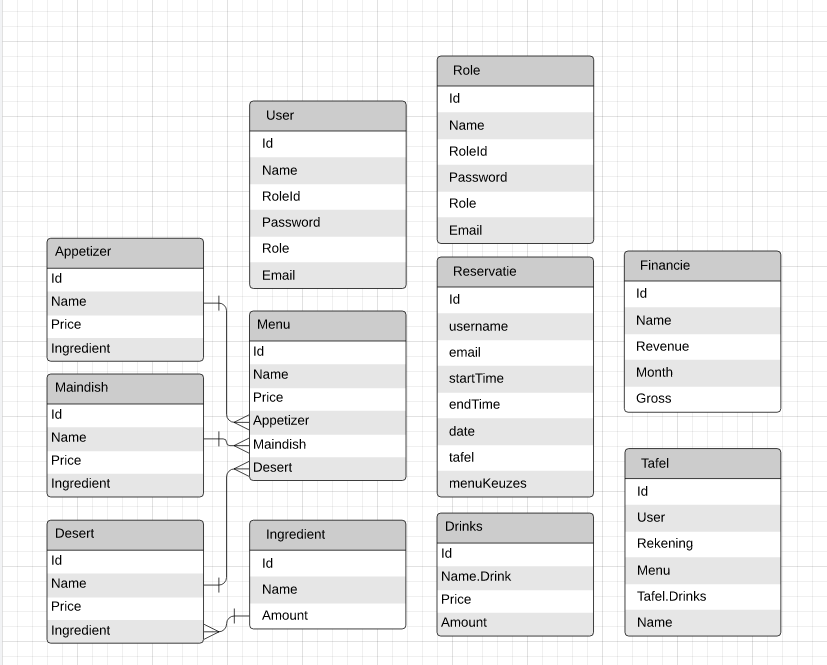 Role
Id
Name
RoleId
Password
Role
Email
User
Id
Name
RoleId
Password
Role
Email
Appetizer
Id
Name
Price
Ingredient
Menu
Id
Name
Price
Appetizer
Maindish
Desert
Reservatie
Id
username
email
startTime
endTime
date
tafel
menuKeuzes
Financie
Id
Name
Revenue
Month
Gross
Maindish
Id
Name
Price
Ingredient
Desert
Id
Name
Price
Ingredient
Ingredient
Id
Name
Amount
Drinks
Id
Name.Drink
Price
Amount
Tafel
Id
User
Rekening
Menu
Tafel.Drinks
Name